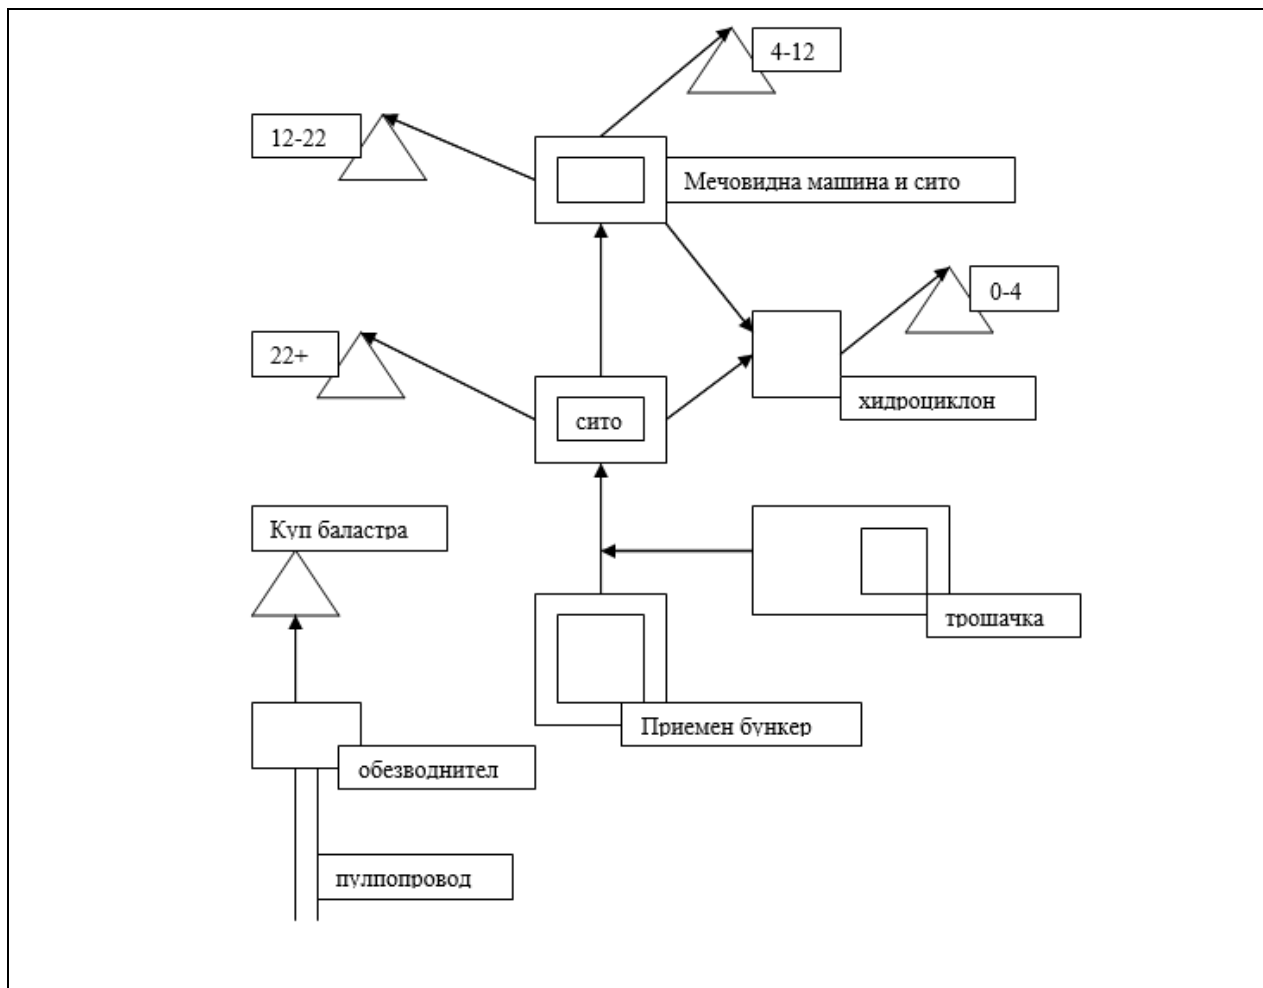 4-12
12-22
Мечовидна машина и сито
0-4
22+
хидроциклон
сито
Куп баластра
трошачка
Приемен бункер
обезводнител
пулпопровод